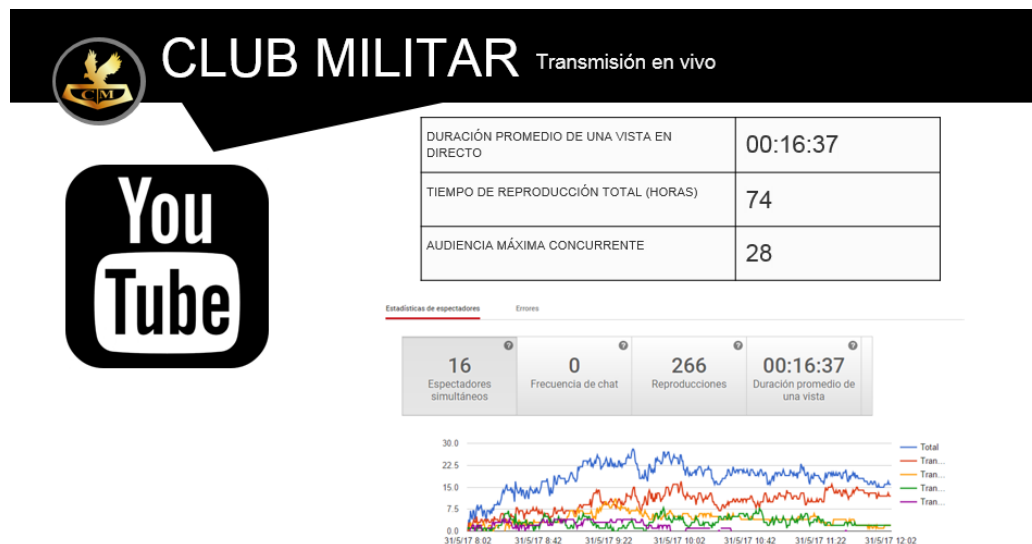 CLUB MILITAR Transmisión en vivo
CM
You
Tube
DURACIÓN PROMEDIO DE UNA VISTA EN
DIRECTO
00:16:37
TIEMPO DE REPRODUCCIÓN TOTAL (HORAS)
74
AUDIENCIA MÁXIMA CONCURRENTE
28
Estadísticas de espectadores
Errores
16
Espectadores
simultáneos
0
Frecuencia de chat
266
Reproducciones
00:16:37
Duración promedio de
una vista
30.0
22.5
15.0
7.5
0.0
Total
Tran...
Tran...
Tran...
Tran...
31/5/17 8:02
31/5/17 8:42
31/5/17 9:22
31/5/17 10:02
31/5/17 10:42
31/5/17 11:22
31/5/17 12:02